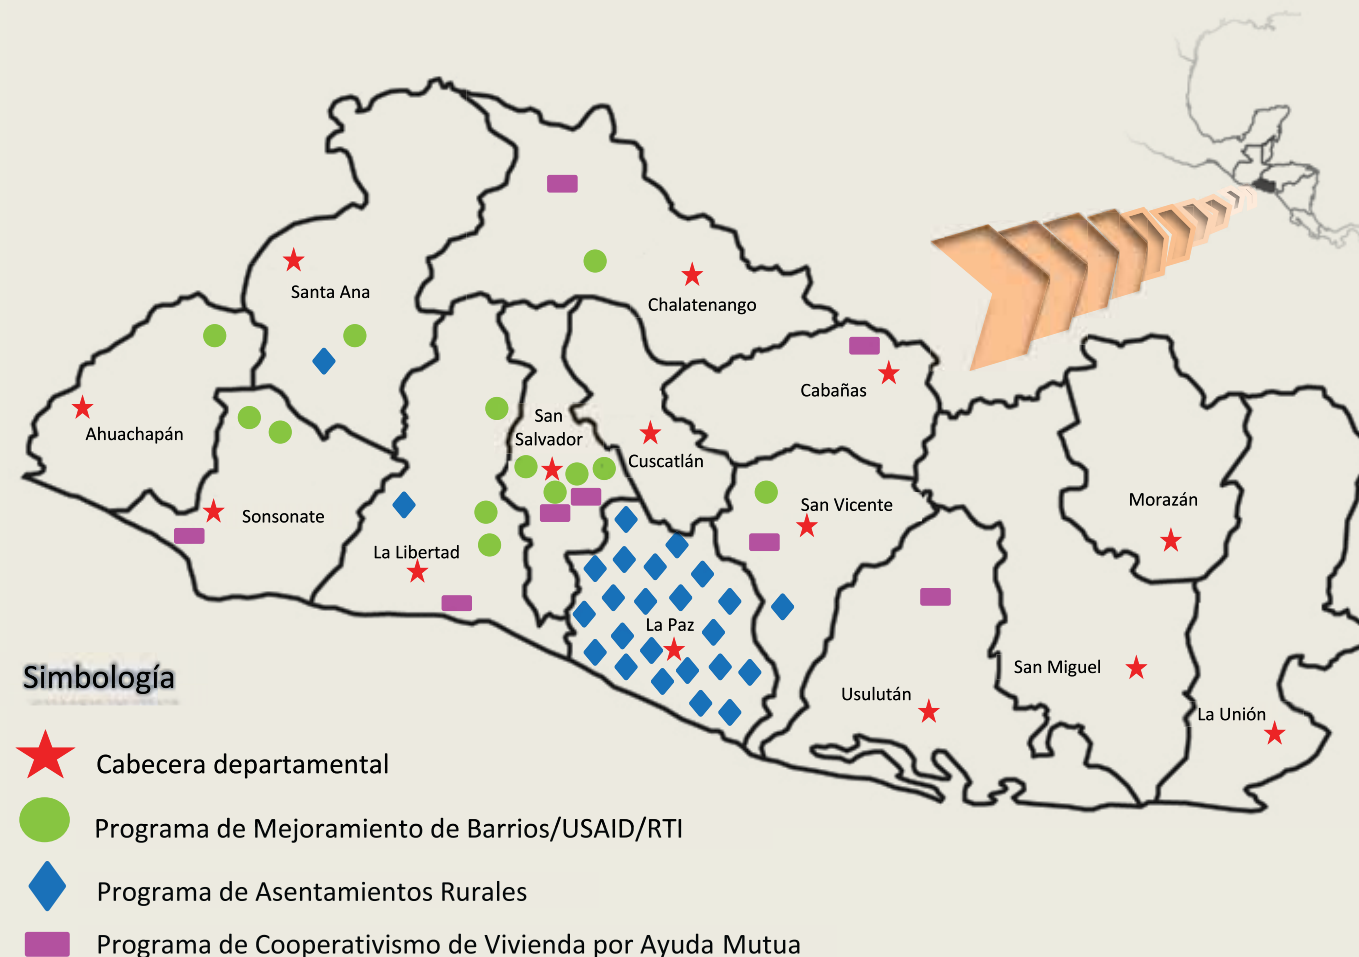 Santa Ana
Chalatenango
Cabañas
Ahuachapán
San
Salvador
Cuscatlán
Sonsonate
San Vicente
Morazán
La Libertad
La Paz
San Miguel
Usulután
La Unión
Simbología
Cabecera departamental
Programa de Mejoramiento de Barrios/USAID/RTI
Programa de Asentamientos Rurales
Programa de Cooperativismo de Vivienda por Ayuda Mutua